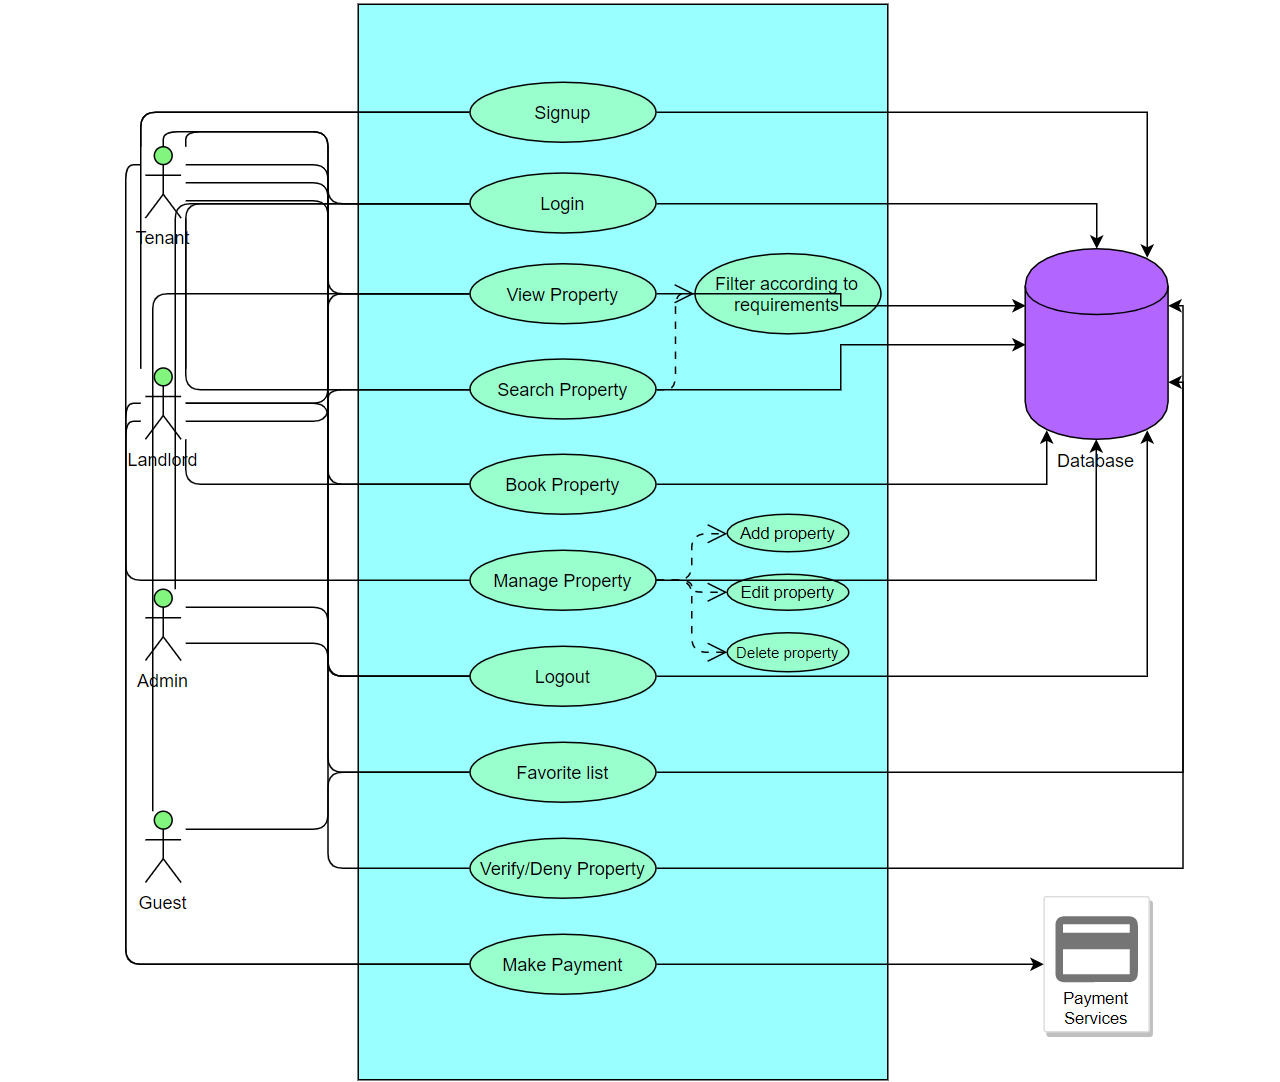 Signup
Tenant
Login
View Property
Filter according to
requirements
Search Property
Landlord
Database
Book Property
Add property
Manage Property
Edit property
Delete property
Admin
Logout
Favorite list
Verify/Deny Property
Guest
Make Payment
Payment
Services